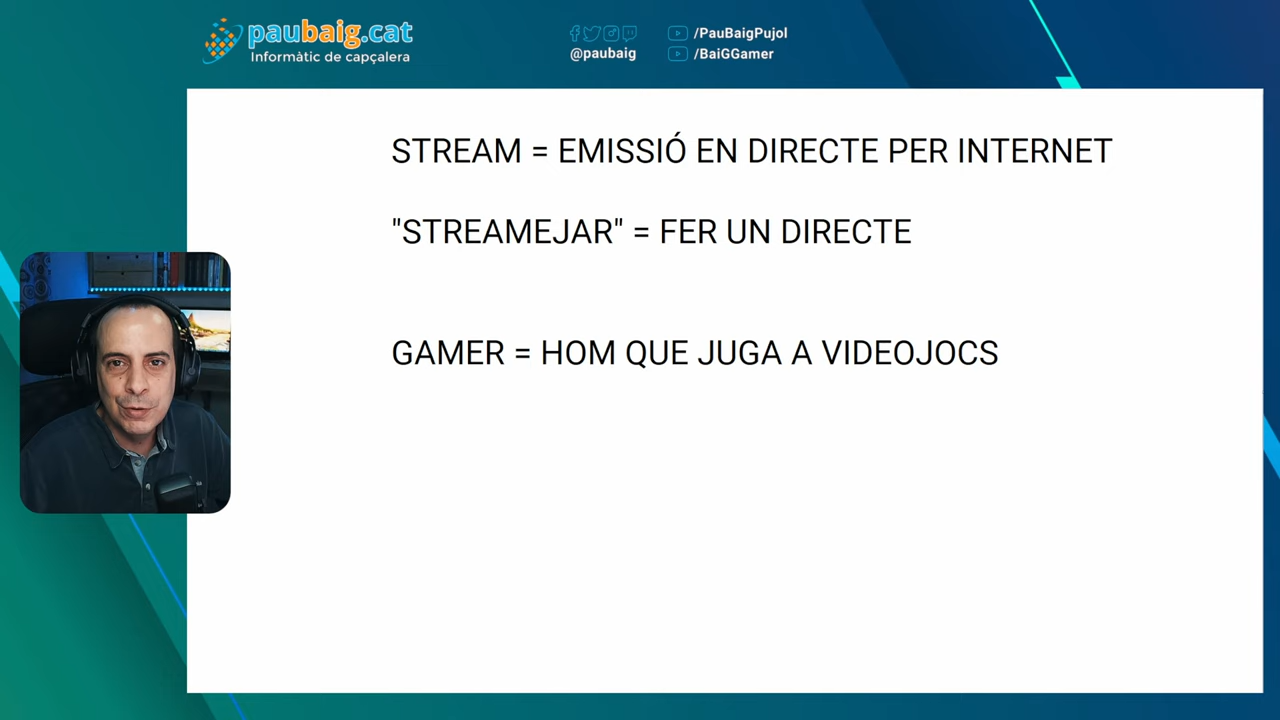 paubaig.cat
Informàtic de capçalera
@paubaig
/PauBaigPujol
/BaiGGamer
STREAM = EMISSIÓ EN DIRECTE PER INTERNET
"STREAMEJAR" = FER UN DIRECTE
GAMER = HOM QUE JUGA A VIDEOJOCS